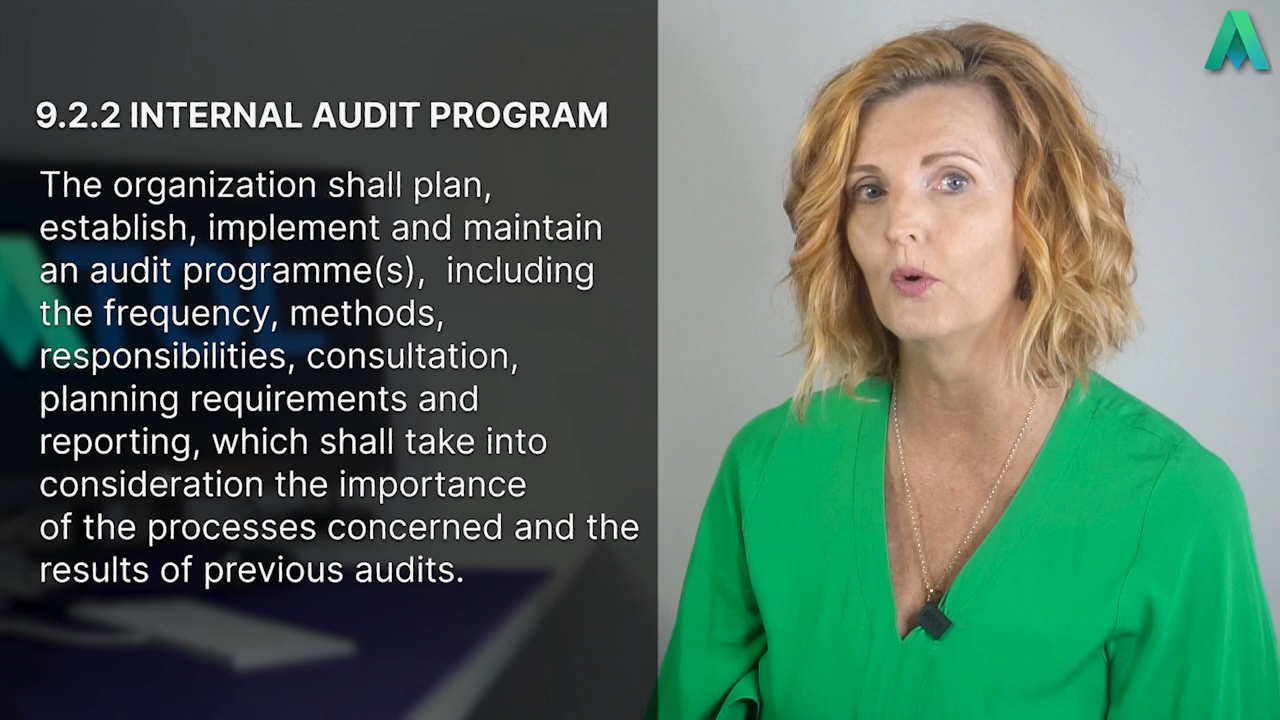 9.2.2 INTERNAL AUDIT PROGRAM
The organization shall plan,
establish, implement and maintain
an audit programme(s), including
the frequency, methods,
responsibilities, consultation,
planning requirements and
reporting, which shall take into
consideration the importance
of the processes concerned and the
results of previous audits.